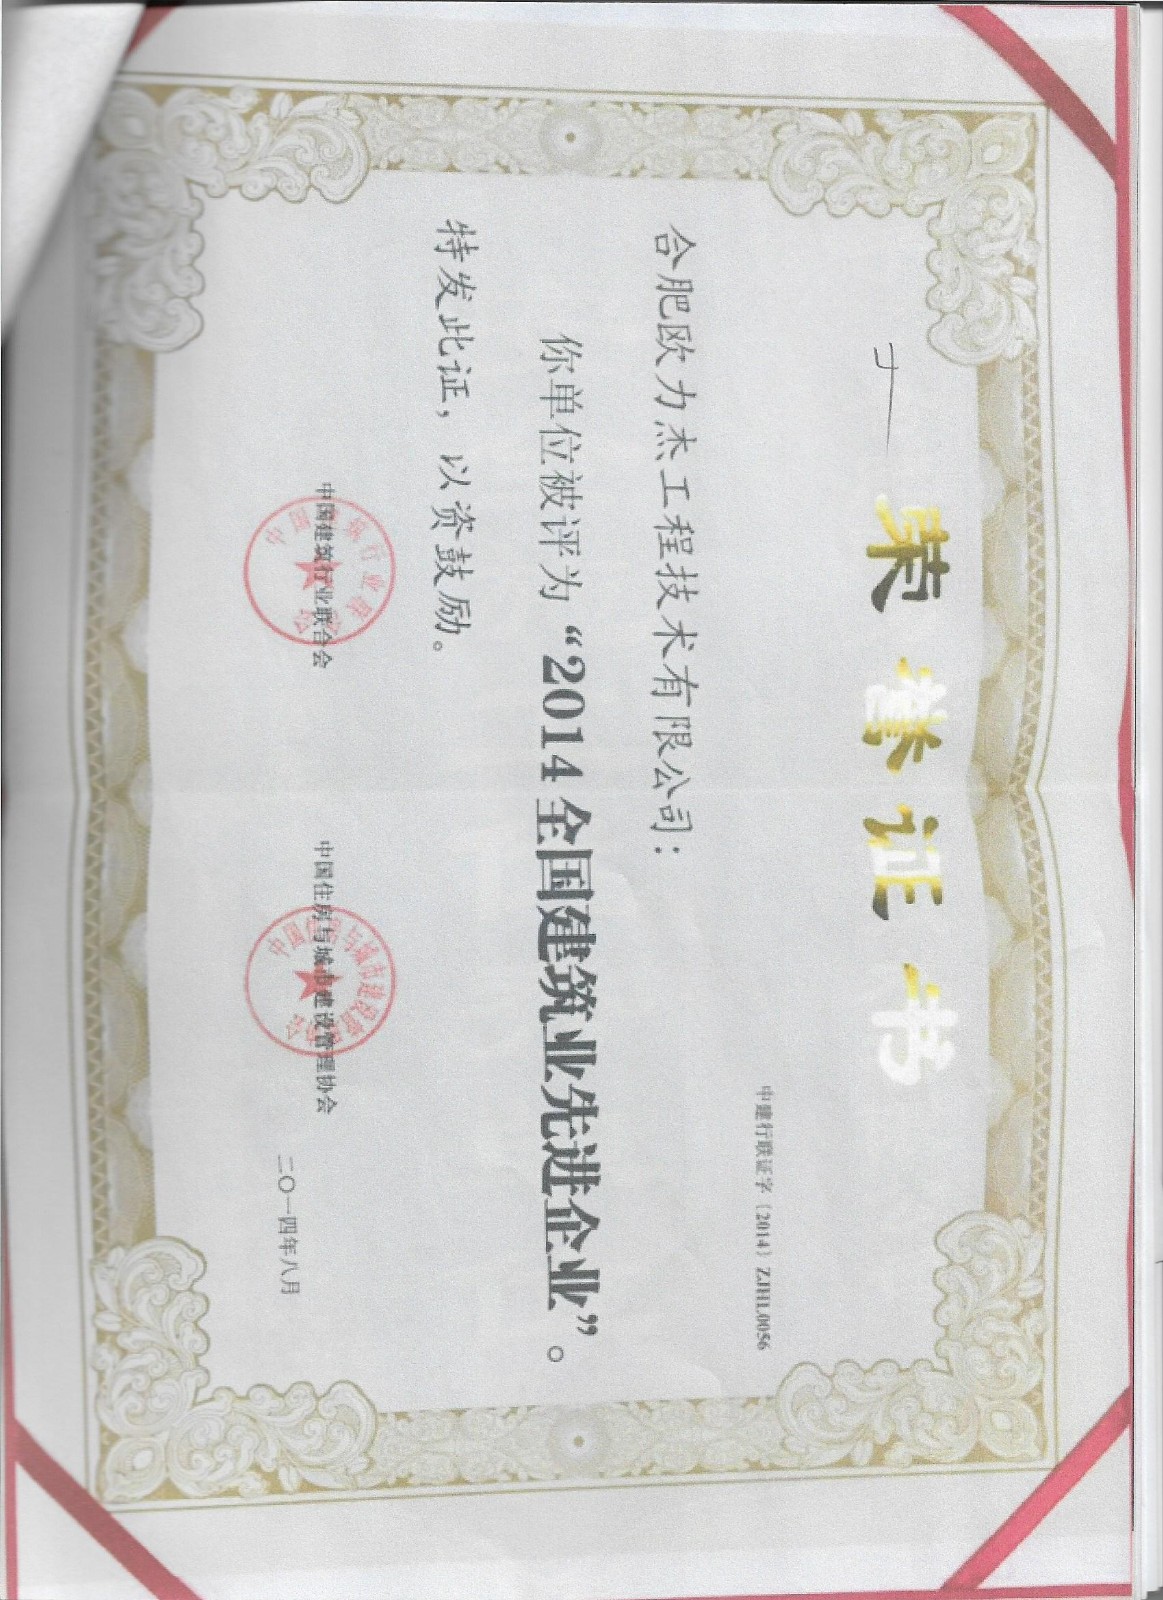 荣誉证书
中建行联证字〔2014〕ZJHL0056
合肥欧力杰工程技术有限公司：
你单位被评为“2014全国建筑业先进企业”。
特发此证，以资鼓励。
中国建筑行业联合会
中国住房与城市建设管理协会
二〇一四年八月